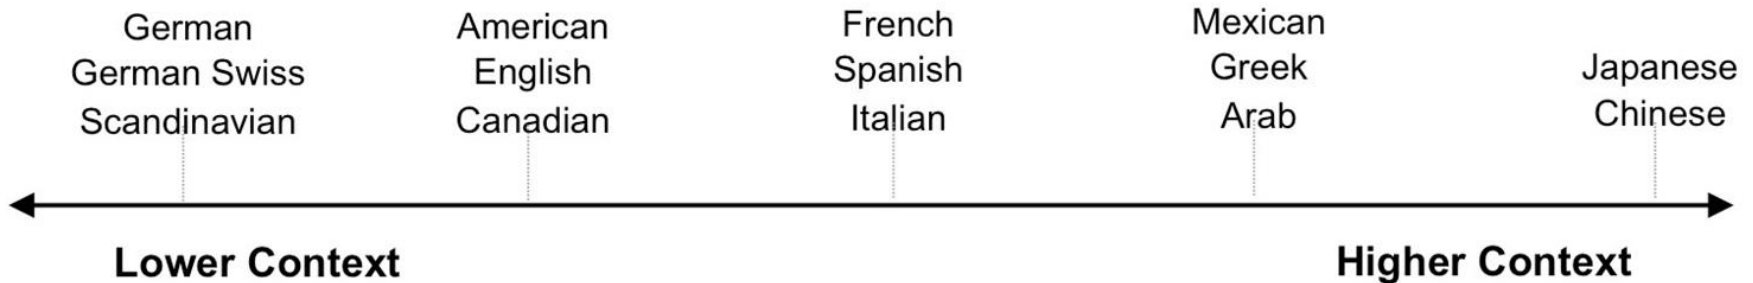 German
German Swiss
Scandinavian
American
English
Canadian
French
Spanish
Italian
Mexican
Greek
Arab
Japanese
Chinese
Lower Context
Higher Context